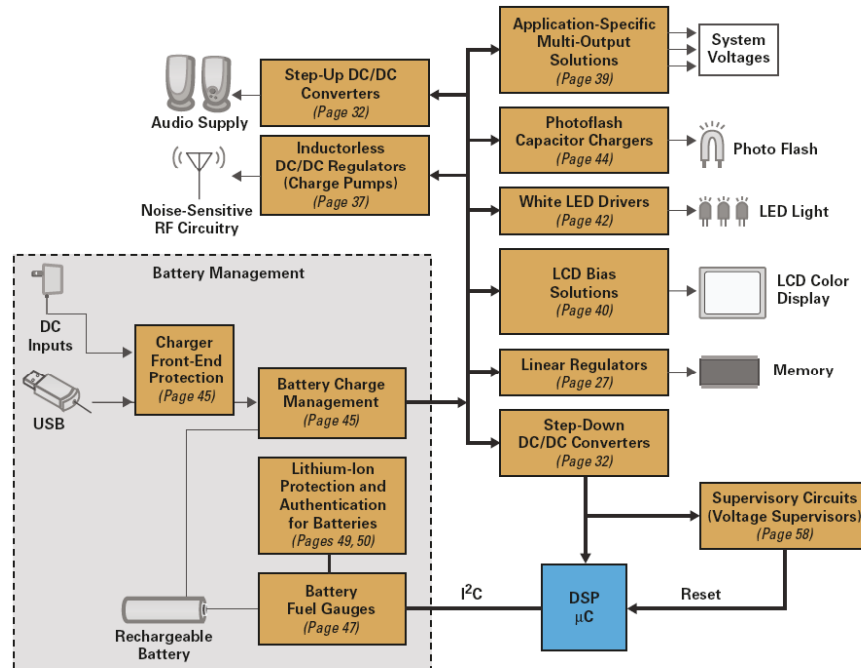 Application-Specific
Multi-Output
Solutions
(Page 39)
System
Voltages
Step-Up DC/DC
Converters
(Page 32)
Audio Supply
Photoflash
Capacitor Chargers
(Page 44)
Photo Flash
Inductorless
DC/DC Regulators
(Charge Pumps)
(Page 37)
Noise-Sensitive
RF Circuitry
White LED Drivers
(Page 42)
LED Light
Battery Management
LCD Bias
Solutions
(Page 40)
LCD Color
Display
DC
Inputs
Charger
Front-End
Protection
(Page 45)
USB
Battery Charge
Management
(Page 45)
Linear Regulators
(Page 27)
Memory
Step-Down
DC/DC Converters
(Page 32)
Lithium-Ion
Protection and
Authentication
for Batteries
(Pages 49, 50)
Supervisory Circuits
(Voltage Supervisors)
(Page 58)
Battery
Fuel Gauges
(Page 47)
Rechargeable
Battery
I²C
DSP
µC
Reset